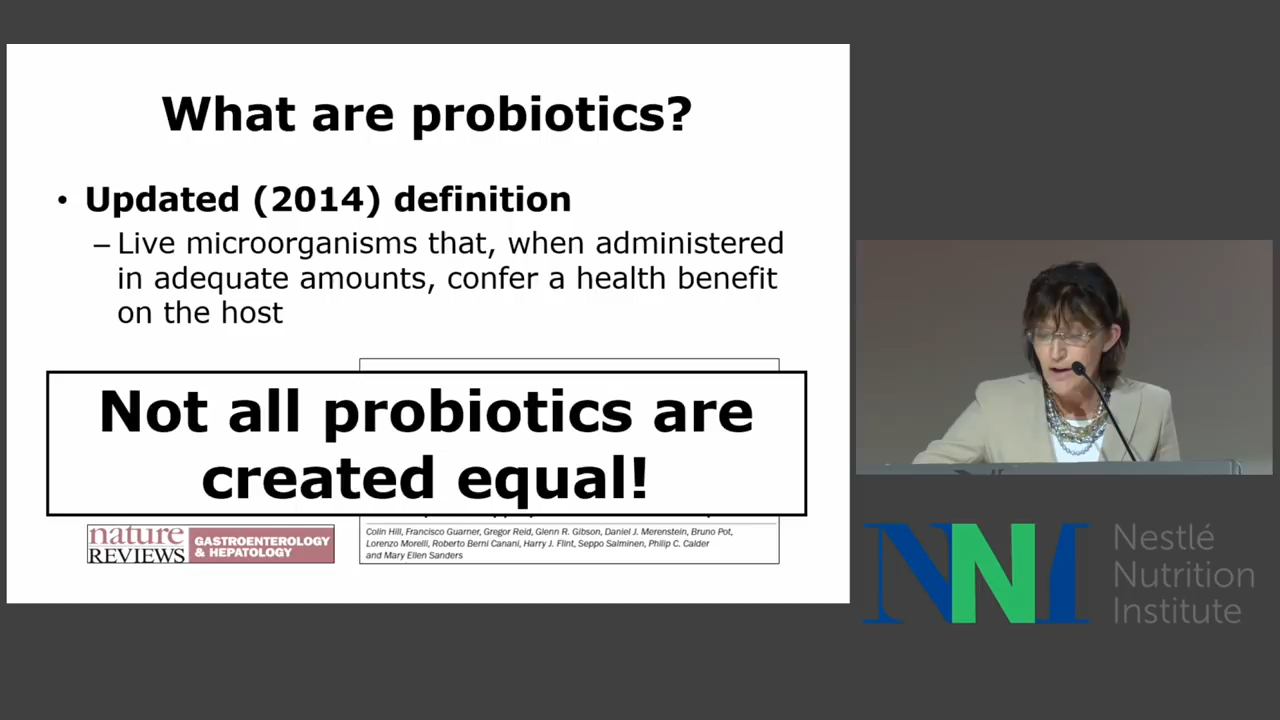 What are probiotics?
• Updated (2014) definition
– Live microorganisms that, when administered
in adequate amounts, confer a health benefit
on the host
Not all probiotics are
created equal!
nature
REVIEWS
GASTROENTEROLOGY
& HEPATOLOGY
Colin Hill, Francisco Guarner, Gregor Reid, Glenn R. Gibson, Daniel J. Merenstein, Bruno Pot,
Lorenzo Morelli, Roberto Berni Canani, Harry J. Flint, Seppo Salminen, Philip C. Calder
and Mary Ellen Sanders
NNI
Nestlé
Nutrition
Institute